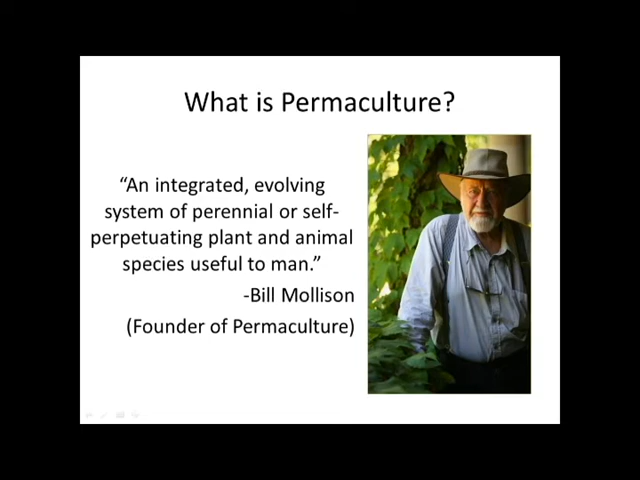 What is Permaculture?
“An integrated, evolving
system of perennial or self-
perpetuating plant and animal
species useful to man.”
-Bill Mollison
(Founder of Permaculture)